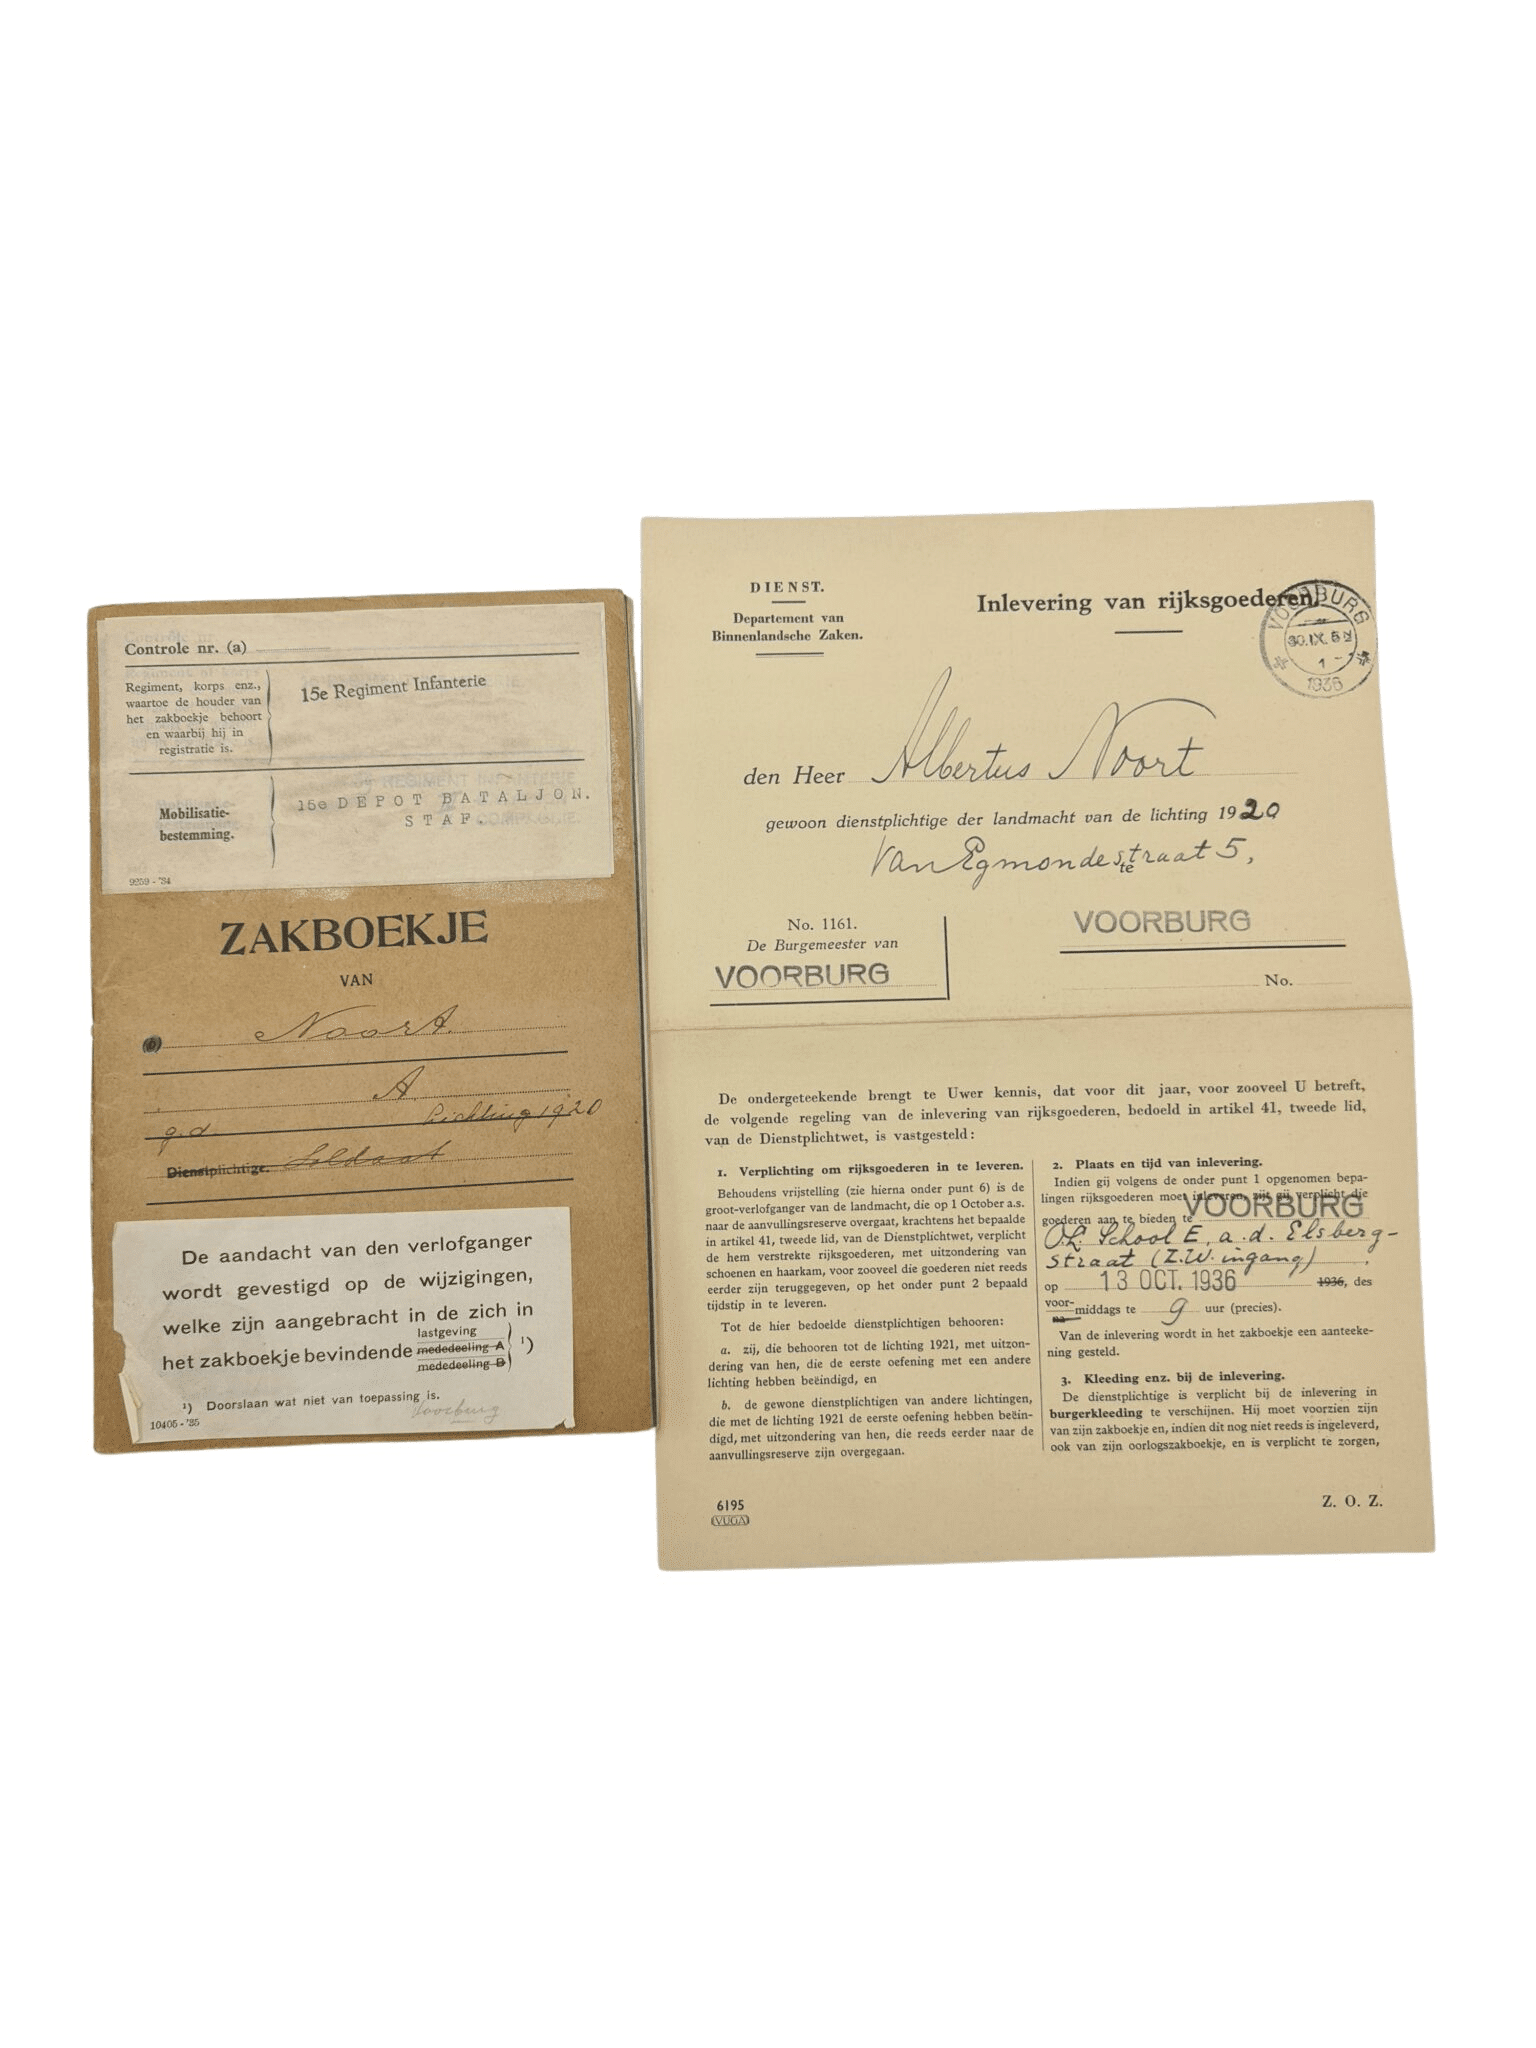 Controle nr. (a)
Regiment, korps enz.,
waartoe de houder van
het zakboekje behoort
en waarbij hij in
registratie is.
15e Regiment Infanterie
Mobilisatie-
bestemming.
15e DEPOT BATALJON.
STAF.
9259 - '34
ZAKBOEKJE
VAN
(b) Noort.
A.
g.d. Lichting 1920
Dienstplichtige. Soldaat
De aandacht van den verlofganger
wordt gevestigd op de wijzigingen,
welke zijn aangebracht in de zich in
het zakboekje bevindende
lastgeving
mededeeling A
mededeeling B
¹)
¹) Doorslaan wat niet van toepassing is.
Voorburg
10405 - '35
DIENST.
Departement van
Binnenlandsche Zaken.
Inlevering van rijksgoederen.
VOORBURG
30.IX.5N
1
1936
den Heer Albertus Noort
gewoon dienstplichtige der landmacht van de lichting 1920
Van Egmondestraat 5,
te
No. 1161.
De Burgemeester van
VOORBURG
VOORBURG
No.
De ondergeteekende brengt te Uwer kennis, dat voor dit jaar, voor zooveel U betreft,
de volgende regeling van de inlevering van rijksgoederen, bedoeld in artikel 41, tweede lid,
van de Dienstplichtwet, is vastgesteld:
1. Verplichting om rijksgoederen in te leveren.
Behoudens vrijstelling (zie hierna onder punt 6) is de
groot-verlofganger van de landmacht, die op 1 October a.s.
naar de aanvullingsreserve overgaat, krachtens het bepaalde
in artikel 41, tweede lid, van de Dienstplichtwet, verplicht
de hem verstrekte rijksgoederen, met uitzondering van
schoenen en haarkam, voor zooveel die goederen niet reeds
eerder zijn teruggegeven, op het onder punt 2 bepaald
tijdstip in te leveren.
Tot de hier bedoelde dienstplichtigen behooren:
a. zij, die behooren tot de lichting 1921, met uitzon-
dering van hen, die de eerste oefening met een andere
lichting hebben beëindigd, en
b. de gewone dienstplichtigen van andere lichtingen,
die met de lichting 1921 de eerste oefening hebben beëin-
digd, met uitzondering van hen, die reeds eerder naar de
aanvullingsreserve zijn overgegaan.
6195
VUGA
2. Plaats en tijd van inlevering.
Indien gij volgens de onder punt 1 opgenomen bepa-
lingen rijksgoederen moet inleveren, zijt gij verplicht die
goederen aan te bieden te VOORBURG
O.L. School E, a.d. Elsberg-
straat (Z.W. ingang)
op 13 OCT. 1936 1936, des
voor-
na-
middags te 9 uur (precies).
Van de inlevering wordt in het zakboekje een aanteeke-
ning gesteld.
3. Kleeding enz. bij de inlevering.
De dienstplichtige is verplicht bij de inlevering in
burgerkleeding te verschijnen. Hij moet voorzien zijn
van zijn zakboekje en, indien dit nog niet reeds is ingeleverd,
ook van zijn oorlogszakboekje, en is verplicht te zorgen,
Z. O. Z.